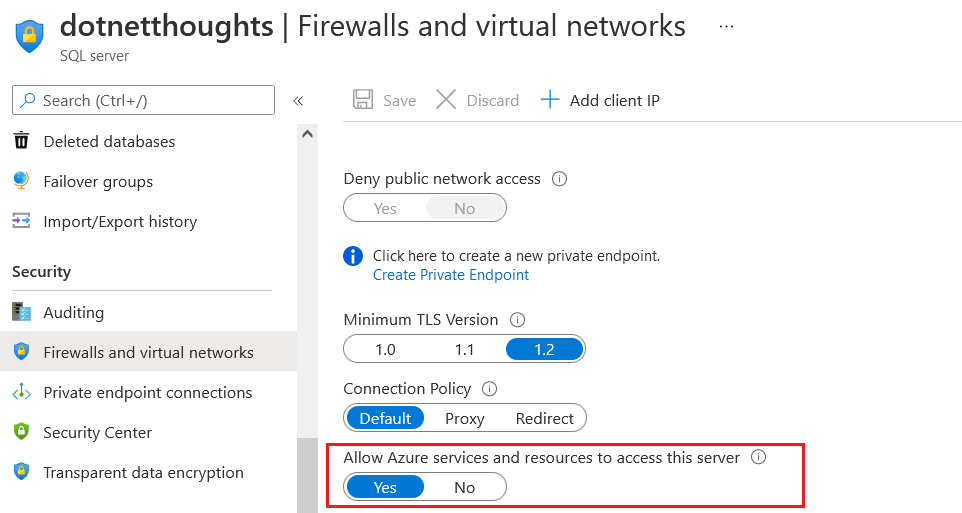 dotnetthoughts | Firewalls and virtual networks ...
SQL server
Search (Ctrl+/)
«
Save
Discard
Add client IP
Deleted databases
Failover groups
Import/Export history
Security
Auditing
Firewalls and virtual networks
Private endpoint connections
Security Center
Transparent data encryption
Deny public network access
Yes No
Click here to create a new private endpoint.
Create Private Endpoint
Minimum TLS Version
1.0 1.1 1.2
Connection Policy
Default Proxy Redirect
Allow Azure services and resources to access this server
Yes No